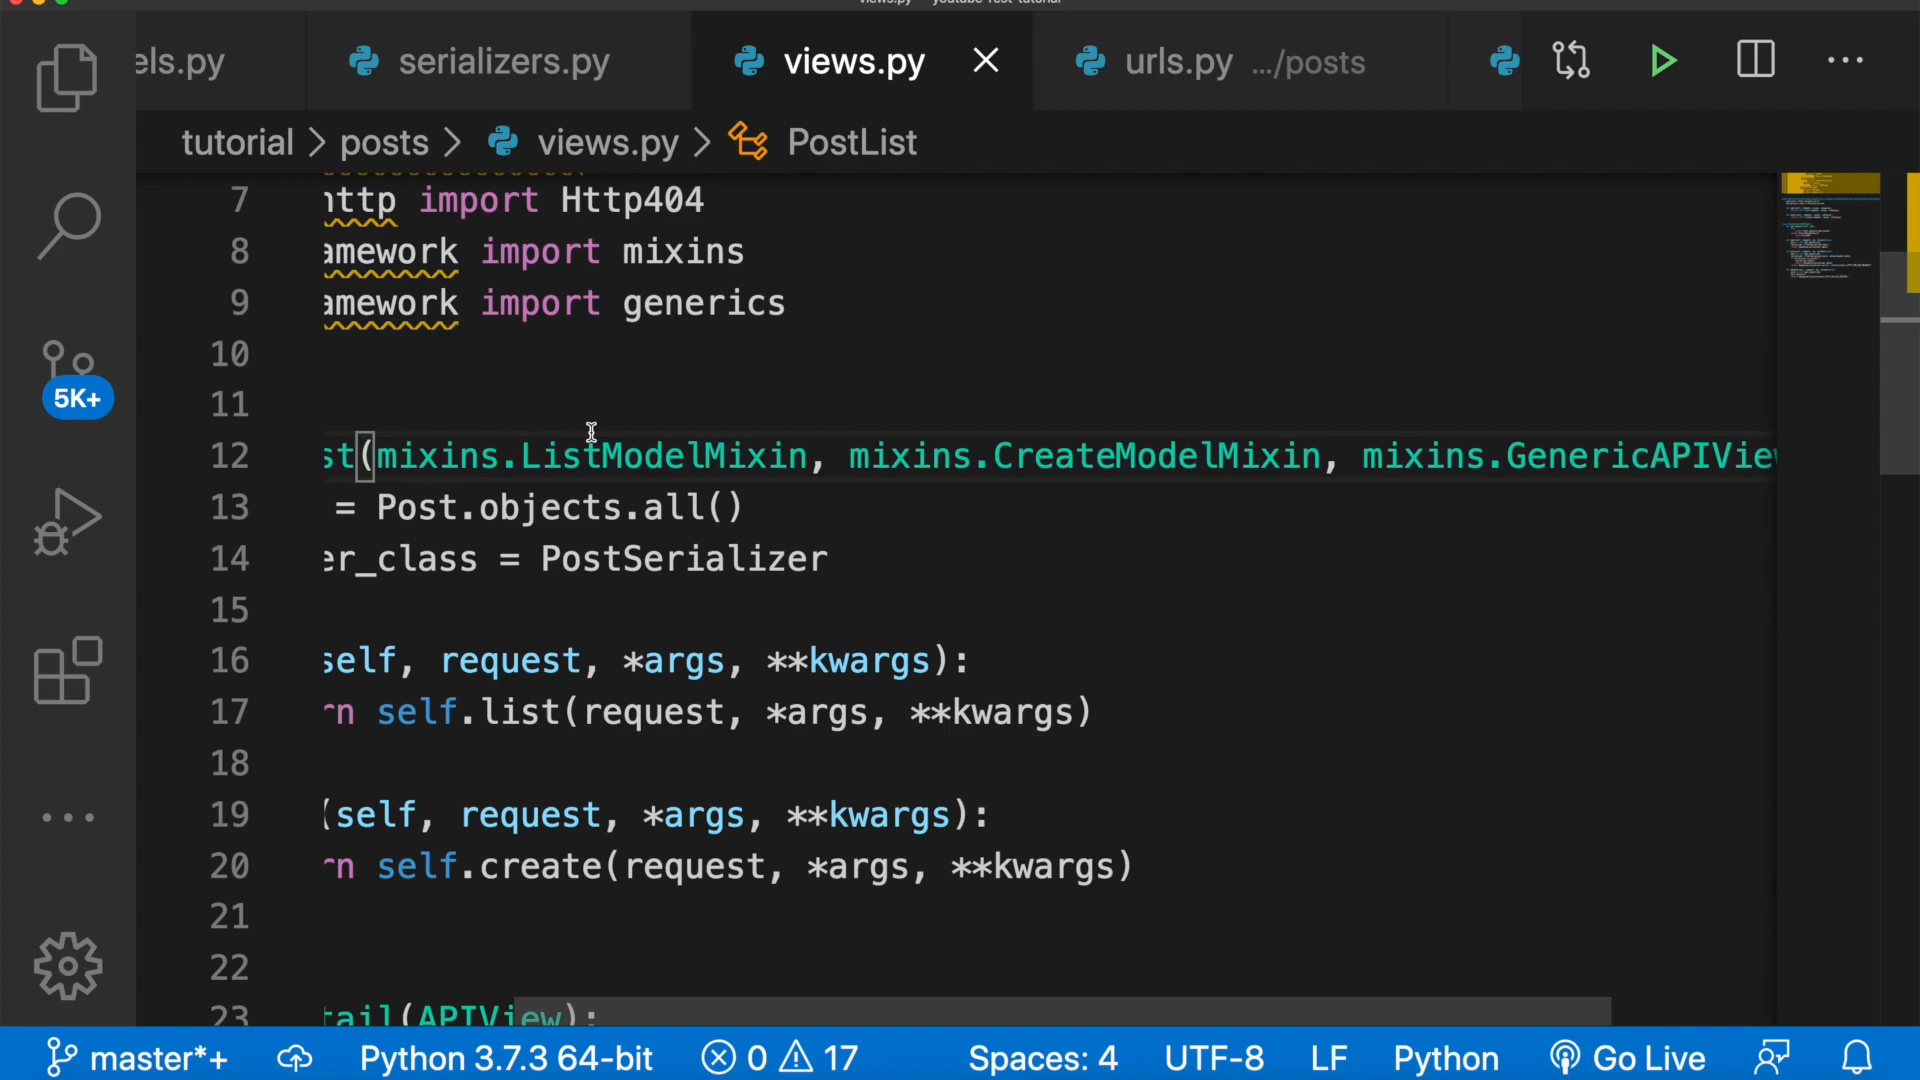 els.py serializers.py views.py urls.py .../posts
tutorial > posts > views.py > PostList
7 http import Http404
8 amework import mixins
9 amework import generics
10
11
12 st(mixins.ListModelMixin, mixins.CreateModelMixin, mixins.GenericAPIView
13 = Post.objects.all()
14 er_class = PostSerializer
15
16 self, request, *args, **kwargs):
17 rn self.list(request, *args, **kwargs)
18
19 (self, request, *args, **kwargs):
20 rn self.create(request, *args, **kwargs)
21
22
23 tail(APIView):
5K+
master*+ Python 3.7.3 64-bit 0 17 Spaces: 4 UTF-8 LF Python Go Live